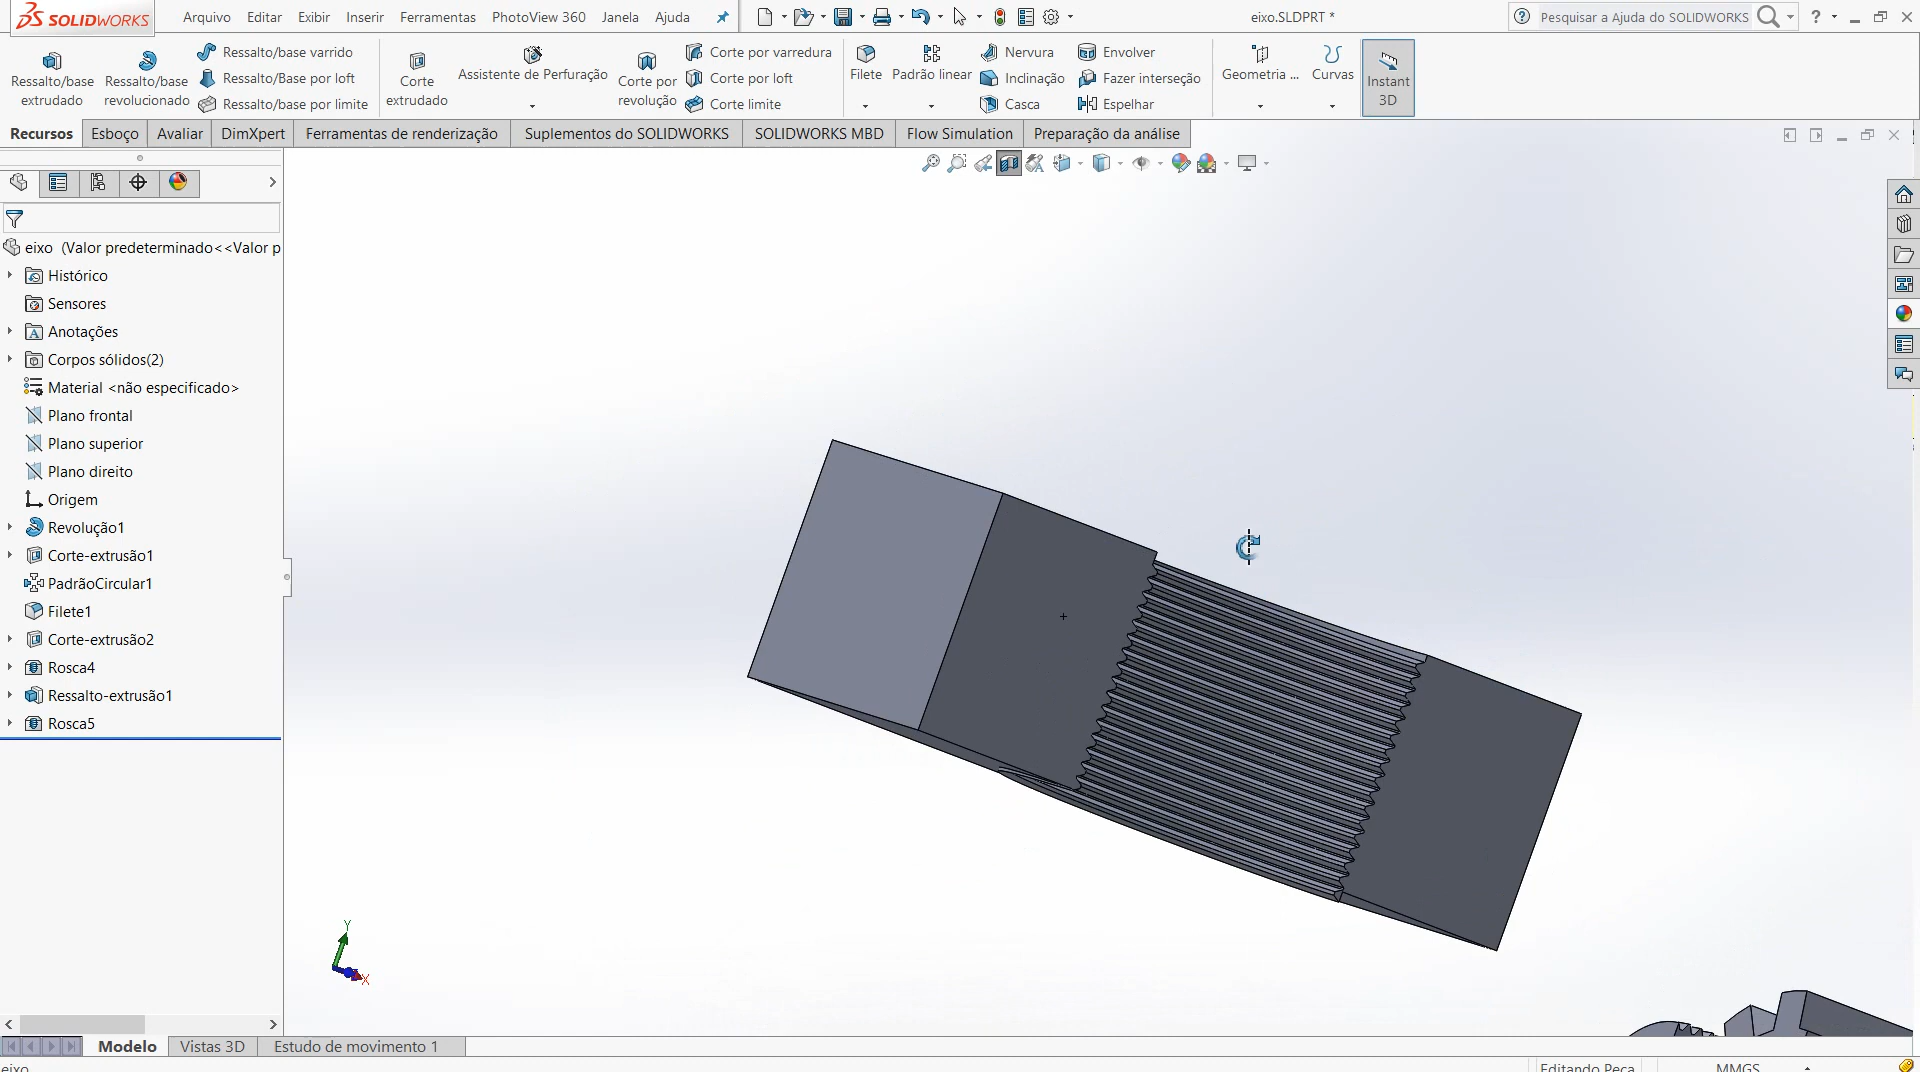 SOLIDWORKS
Arquivo Editar Exibir Inserir Ferramentas PhotoView 360 Janela Ajuda
eixo.SLDPRT *
Pesquisar a Ajuda do SOLIDWORKS
Ressalto/base extrudado
Ressalto/base revolucionado
Ressalto/base varrido
Ressalto/Base por loft
Ressalto/base por limite
Corte extrudado
Assistente de Perfuração
Corte por revolução
Corte por varredura
Corte por loft
Corte limite
Filete
Padrão linear
Nervura
Inclinação
Casca
Envolver
Fazer interseção
Espelhar
Geometria ...
Curvas
Instant 3D
Recursos Esboço Avaliar DimXpert Ferramentas de renderização Suplementos do SOLIDWORKS SOLIDWORKS MBD Flow Simulation Preparação da análise
eixo (Valor predeterminado<<Valor p
Histórico
Sensores
Anotações
Corpos sólidos(2)
Material <não especificado>
Plano frontal
Plano superior
Plano direito
Origem
Revolução1
Corte-extrusão1
PadrãoCircular1
Filete1
Corte-extrusão2
Rosca4
Ressalto-extrusão1
Rosca5
Y
X
Modelo Vistas 3D Estudo de movimento 1
eixo
Editando Peça
MMGS